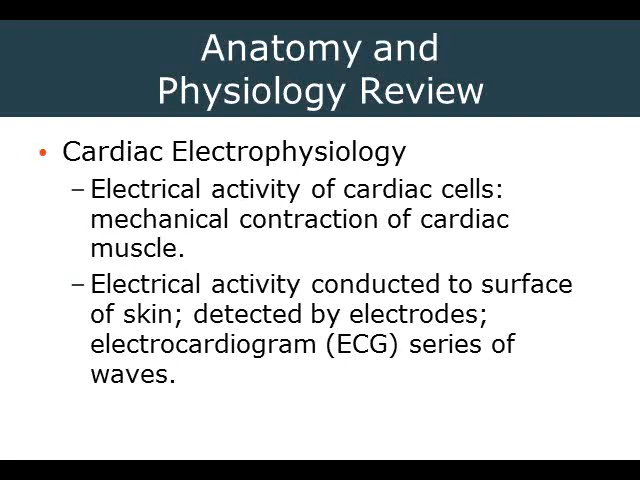 Anatomy and
Physiology Review
• Cardiac Electrophysiology
– Electrical activity of cardiac cells:
mechanical contraction of cardiac
muscle.
– Electrical activity conducted to surface
of skin; detected by electrodes;
electrocardiogram (ECG) series of
waves.